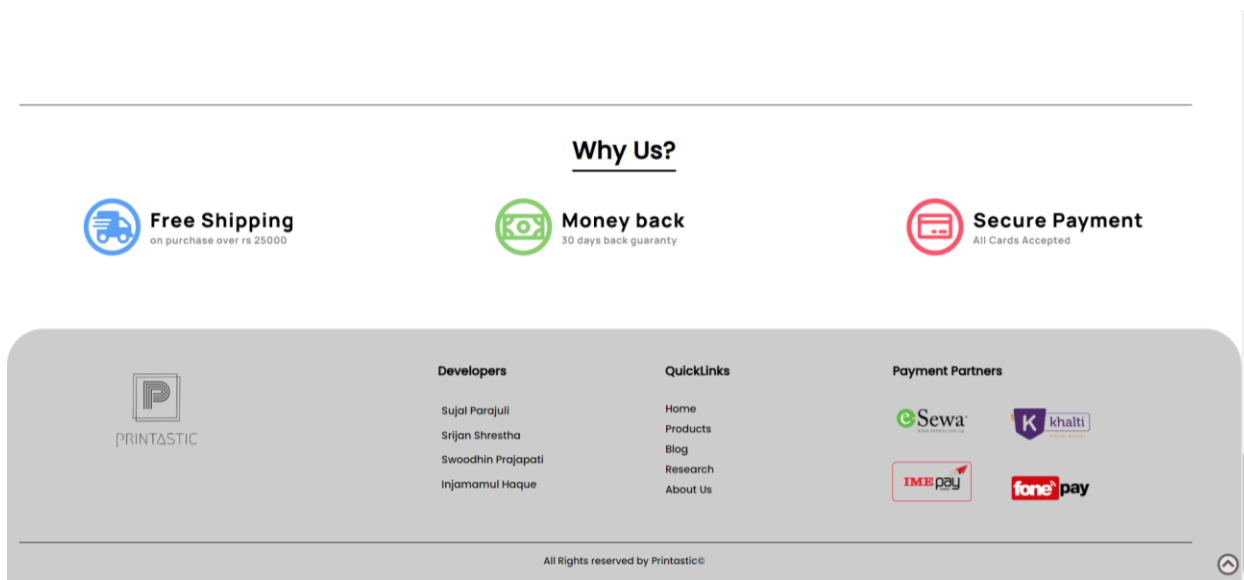 Why Us?
Free Shipping
on purchase over rs 25000
Money back
30 days back guaranty
Secure Payment
All Cards Accepted
PRINTASTIC
Developers
Sujal Parajuli
Srijan Shrestha
Swoodhin Prajapati
Injamamul Haque
QuickLinks
Home
Products
Blog
Research
About Us
Payment Partners
eSewa
K khalti
IME pay
fonepay
All Rights reserved by Printastic©